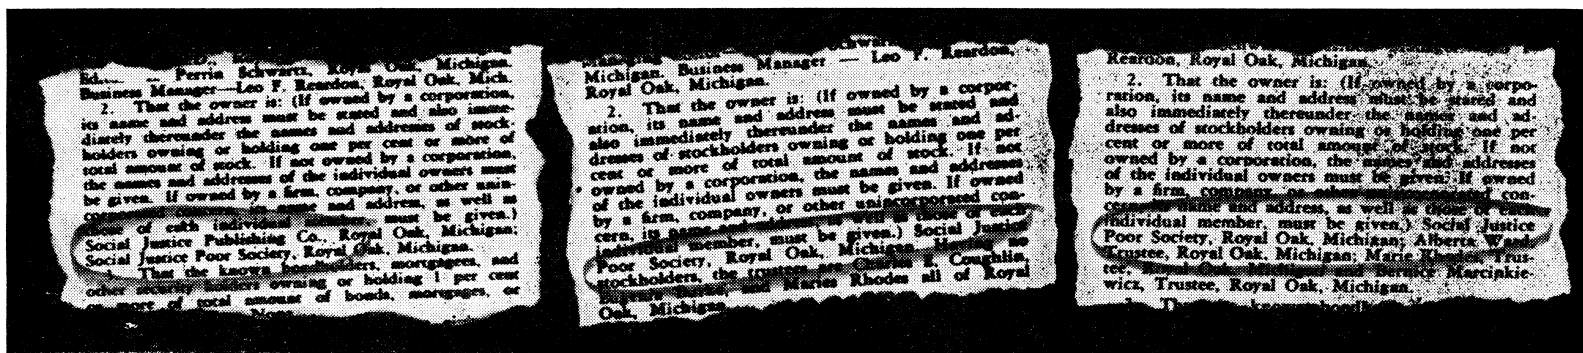 Perrin Schwartz, Royal Oak, Michigan.
Business Manager—Leo F. Reardon, Royal Oak, Mich.
2. That the owner is: (If owned by a corporation,
its name and address must be stated and also imme-
diately thereunder the names and addresses of stock-
holders owning or holding one per cent or more of
total amount of stock. If not owned by a corporation,
the names and addresses of the individual owners must
be given. If owned by a firm, company, or other unin-
corporated concern, its name and address, as well as
those of each individual member, must be given.)
Social Justice Publishing Co., Royal Oak, Michigan;
Social Justice Poor Society, Royal Oak, Michigan.
That the known bondholders, mortgagees, and
other security holders owning or holding 1 per cent
or more of total amount of bonds, mortgages, or
Michigan. Business Manager — Leo F. Reardon,
Royal Oak, Michigan.
2. That the owner is: (If owned by a corpor-
ation, its name and address must be stated and
also immediately thereunder the names and ad-
dresses of stockholders owning or holding one per
cent or more of total amount of stock. If not
owned by a corporation, the names and addresses
of the individual owners must be given. If owned
by a firm, company, or other unincorporated con-
cern, its name and address, as well as those of each
individual member, must be given.) Social Justice
Poor Society, Royal Oak, Michigan. Having no
stockholders, the trustees are Charles E. Coughlin,
and Maries Rhodes all of Royal
Oak, Michigan.
Reardon, Royal Oak, Michigan.
2. That the owner is: (If owned by a corpo-
ration, its name and address must be stated and
also immediately thereunder the names and ad-
dresses of stockholders owning or holding one per
cent or more of total amount of stock. If not
owned by a corporation, the names and addresses
of the individual owners must be given. If owned
by a firm, company, or other unincorporated con-
cern, its name and address, as well as those of each
individual member, must be given.) Social Justice
Poor Society, Royal Oak, Michigan; Alberta Ward,
Trustee, Royal Oak, Michigan; Marie Rhodes, Trus-
tee, Royal Oak, Michigan and Bernice Marcinkie-
wicz, Trustee, Royal Oak, Michigan.